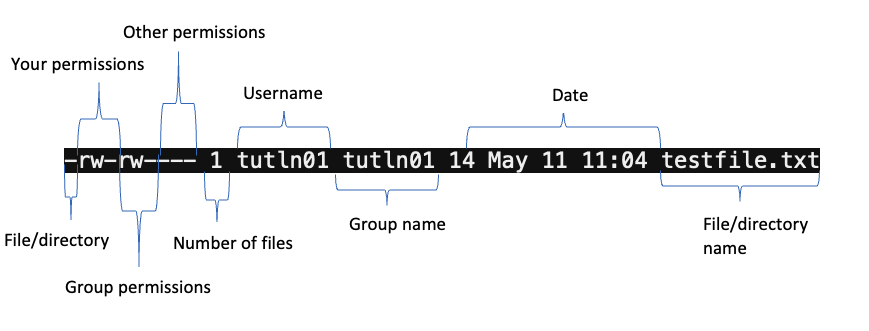 Other permissions
Your permissions
Username
Date
-rw-rw---- 1 tutln01 tutln01 14 May 11 11:04 testfile.txt
Group name
File/directory
name
File/directory
Number of files
Group permissions